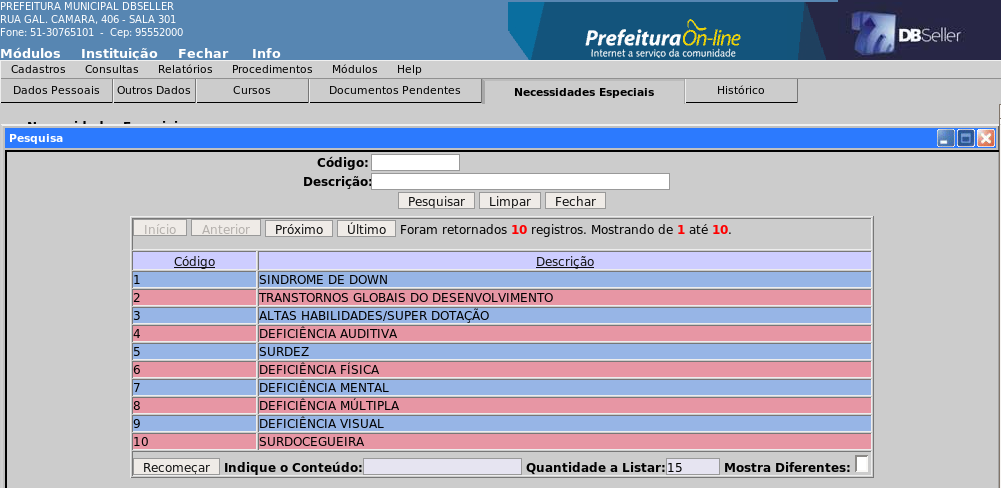 PREFEITURA MUNICIPAL DBSELLER
RUA GAL. CAMARA, 406 - SALA 301
Fone: 51-30765101 - Cep: 95552000
Prefeitura On-line
Internet a serviço da comunidade
DBSeller
Módulos Instituição Fechar Info
Cadastros Consultas Relatórios Procedimentos Módulos Help
Dados Pessoais Outros Dados Cursos Documentos Pendentes Necessidades Especiais Histórico
Pesquisa
Código:
Descrição:
Pesquisar Limpar Fechar
Início Anterior Próximo Último Foram retornados 10 registros. Mostrando de 1 até 10.
Código Descrição
1 SINDROME DE DOWN
2 TRANSTORNOS GLOBAIS DO DESENVOLVIMENTO
3 ALTAS HABILIDADES/SUPER DOTAÇÃO
4 DEFICIÊNCIA AUDITIVA
5 SURDEZ
6 DEFICIÊNCIA FÍSICA
7 DEFICIÊNCIA MENTAL
8 DEFICIÊNCIA MÚLTIPLA
9 DEFICIÊNCIA VISUAL
10 SURDOCEGUEIRA
Recomeçar Indique o Conteúdo: Quantidade a Listar: 15 Mostra Diferentes: